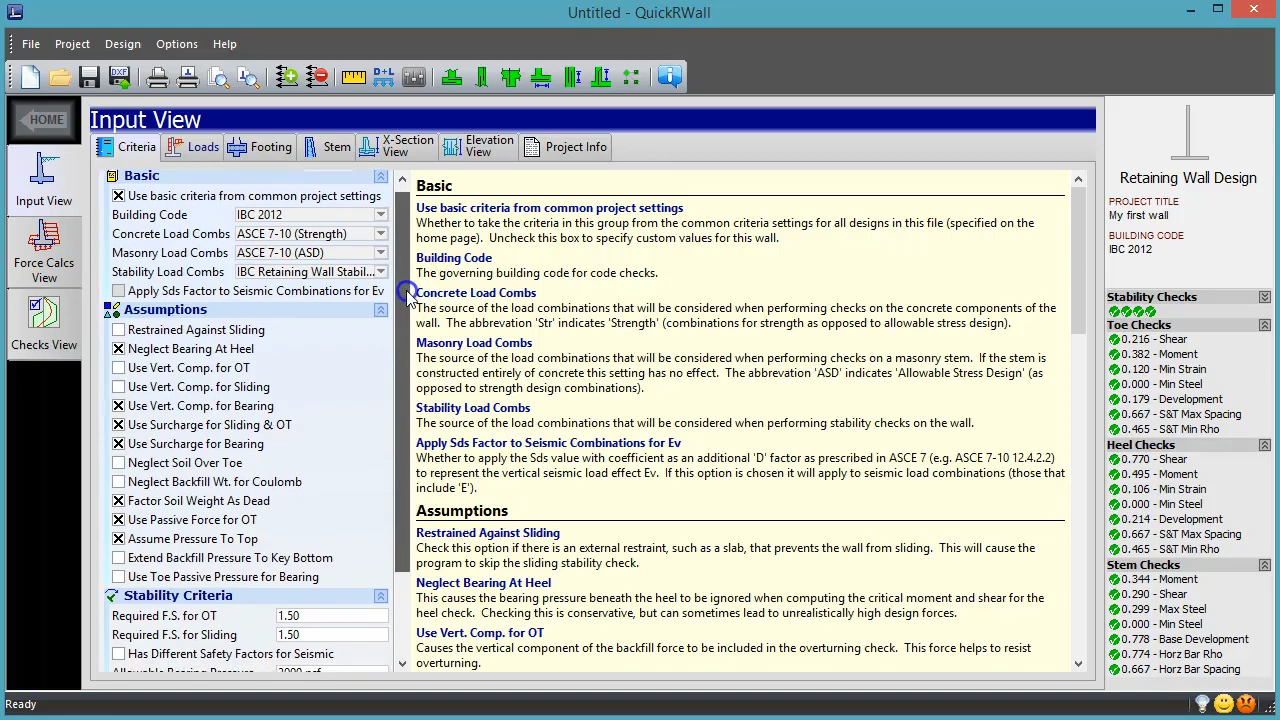 Untitled - QuickRWall
File Project Design Options Help
DXF D+L
HOME
Input View
Force Calcs
View
Checks View
Input View
Criteria Loads Footing Stem X-Section View Elevation View Project Info
Basic
Use basic criteria from common project settings
Building Code IBC 2012
Concrete Load Combs ASCE 7-10 (Strength)
Masonry Load Combs ASCE 7-10 (ASD)
Stability Load Combs IBC Retaining Wall Stabil...
Apply Sds Factor to Seismic Combinations for Ev
Assumptions
Restrained Against Sliding
Neglect Bearing At Heel
Use Vert. Comp. for OT
Use Vert. Comp. for Sliding
Use Vert. Comp. for Bearing
Use Surcharge for Sliding & OT
Use Surcharge for Bearing
Neglect Soil Over Toe
Neglect Backfill Wt. for Coulomb
Factor Soil Weight As Dead
Use Passive Force for OT
Assume Pressure To Top
Extend Backfill Pressure To Key Bottom
Use Toe Passive Pressure for Bearing
Stability Criteria
Required F.S. for OT 1.50
Required F.S. for Sliding 1.50
Has Different Safety Factors for Seismic
Basic
Use basic criteria from common project settings
Whether to take the criteria in this group from the common criteria settings for all designs in this file (specified on the
home page). Uncheck this box to specify custom values for this wall.
Building Code
The governing building code for code checks.
Concrete Load Combs
The source of the load combinations that will be considered when performing checks on the concrete components of the
wall. The abbrevation 'Str' indicates 'Strength' (combinations for strength as opposed to allowable stress design).
Masonry Load Combs
The source of the load combinations that will be considered when performing checks on a masonry stem. If the stem is
constructed entirely of concrete this setting has no effect. The abbrevation 'ASD' indicates 'Allowable Stress Design' (as
opposed to strength design combinations).
Stability Load Combs
The source of the load combinations that will be considered when performing stability checks on the wall.
Apply Sds Factor to Seismic Combinations for Ev
Whether to apply the Sds value with coefficient as an additional 'D' factor as prescribed in ASCE 7 (e.g. ASCE 7-10 12.4.2.2)
to represent the vertical seismic load effect Ev. If this option is chosen it will apply to seismic load combinations (those that
include 'E').
Assumptions
Restrained Against Sliding
Check this option if there is an external restraint, such as a slab, that prevents the wall from sliding. This will cause the
program to skip the sliding stability check.
Neglect Bearing At Heel
This causes the bearing pressure beneath the heel to be ignored when computing the critical moment and shear for the
heel check. Checking this is conservative, but can sometimes lead to unrealistically high design forces.
Use Vert. Comp. for OT
Causes the vertical component of the backfill force to be included in the overturning check. This force helps to resist
overturning.
Retaining Wall Design
PROJECT TITLE
My first wall
BUILDING CODE
IBC 2012
Stability Checks
Toe Checks
0.216 - Shear
0.382 - Moment
0.120 - Min Strain
0.000 - Min Steel
0.179 - Development
0.667 - S&T Max Spacing
0.465 - S&T Min Rho
Heel Checks
0.770 - Shear
0.495 - Moment
0.106 - Min Strain
0.000 - Min Steel
0.214 - Development
0.667 - S&T Max Spacing
0.465 - S&T Min Rho
Stem Checks
0.344 - Moment
0.290 - Shear
0.299 - Max Steel
0.000 - Min Steel
0.778 - Base Development
0.774 - Horz Bar Rho
0.667 - Horz Bar Spacing
Ready